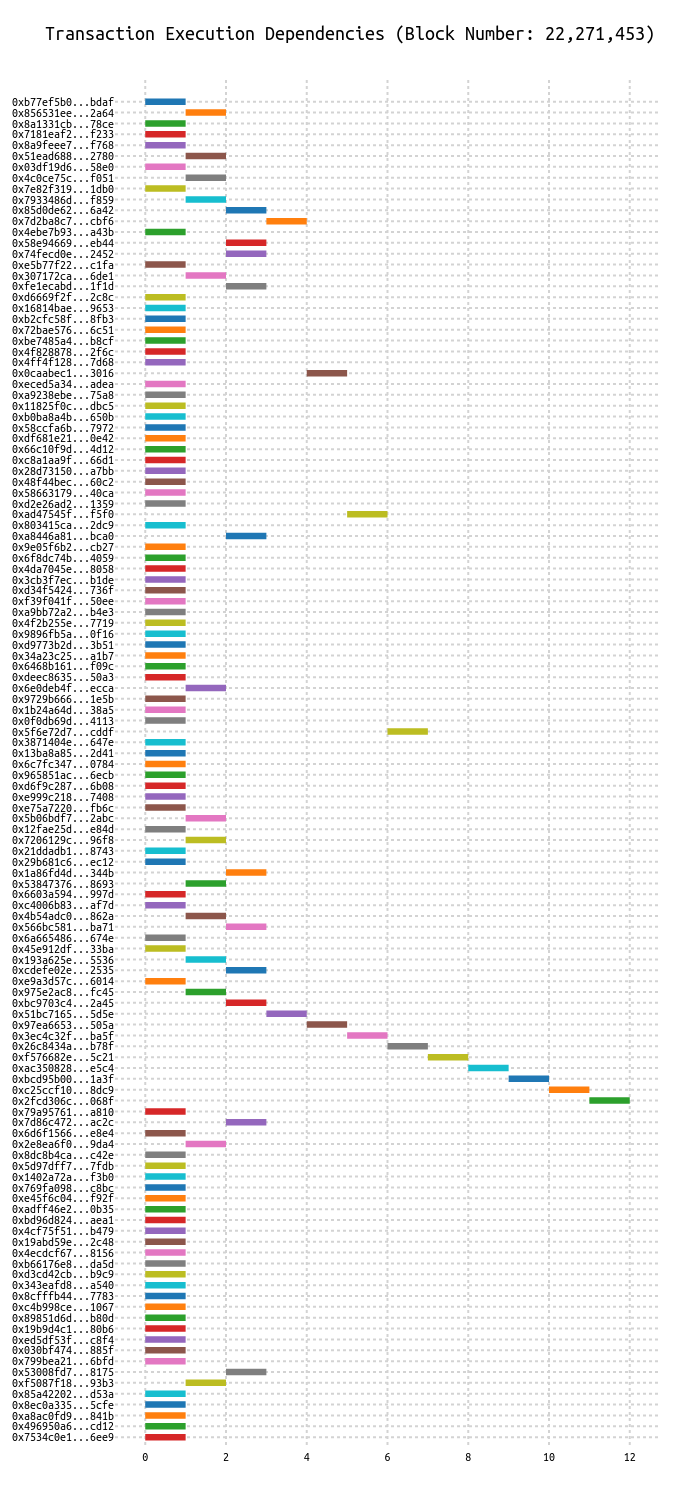 Transaction Execution Dependencies (Block Number: 22,271,453)
0xb77ef5b0...bdaf
0x856531ee...2a64
0x8a1331cb...78ce
0x7181eaf2...f233
0x8a9feee7...f768
0x51ead688...2780
0x03df19d6...58e0
0x4c0ce75c...f051
0x7e82f319...1db0
0x7933486d...f859
0x85d0de62...6a42
0x7d2ba8c7...cbf6
0x4ebe7b93...a43b
0x58e94669...eb44
0x74fecd0e...2452
0xe5b77f22...c1fa
0x307172ca...6de1
0xfe1ecabd...1f1d
0xd6669f2f...2c8c
0x16814bae...9653
0xb2cfc58f...8fb3
0x72bae576...6c51
0xbe7485a4...b8cf
0x4f828878...2f6c
0x4ff4f128...7d68
0x0caabec1...3016
0xeced5a34...adea
0xa9238ebe...75a8
0x11825f0c...dbc5
0xb0ba8a4b...650b
0x58ccfa6b...7972
0xdf681e21...0e42
0x66c10f9d...4d12
0xc8a1aa9f...66d1
0x28d73150...a7bb
0x48f44bec...60c2
0x58663179...40ca
0xd2e26ad2...1359
0xad47545f...f5f0
0x803415ca...2dc9
0xa8446a81...bca0
0x9e05f6b2...cb27
0x6f8dc74b...4059
0x4da7045e...8058
0x3cb3f7ec...b1de
0xd34f5424...736f
0xf39f041f...50ee
0xa9bb72a2...b4e3
0x4f2b255e...7719
0x9896fb5a...0f16
0xd9773b2d...3b51
0x34a23c25...a1b7
0x6468b161...f09c
0xdeec8635...50a3
0x6e0deb4f...ecca
0x9729b666...1e5b
0x1b24a64d...38a5
0x0f0db69d...4113
0x5f6e72d7...cddf
0x3871404e...647e
0x13ba8a85...2d41
0x6c7fc347...0784
0x965851ac...6ecb
0xd6f9c287...6b08
0xe999c218...7408
0xe75a7220...fb6c
0x5b06bdf7...2abc
0x12fae25d...e84d
0x7206129c...96f8
0x21ddadb1...8743
0x29b681c6...ec12
0x1a86fd4d...344b
0x53847376...8693
0x6603a594...997d
0xc4006b83...af7d
0x4b54adc0...862a
0x566bc581...ba71
0x6a665486...674e
0x45e912df...33ba
0x193a625e...5536
0xcdefe02e...2535
0xe9a3d57c...6014
0x975e2ac8...fc45
0xbc9703c4...2a45
0x51bc7165...5d5e
0x97ea6653...505a
0x3ec4c32f...ba5f
0x26c8434a...b78f
0xf576682e...5c21
0xac350828...e5c4
0xbcd95b00...1a3f
0xc25ccf10...8dc9
0x2fcd306c...068f
0x79a95761...a810
0x7d86c472...ac2c
0x6d6f1566...e8e4
0x2e8ea6f0...9da4
0x8dc8b4ca...c42e
0x5d97dff7...7fdb
0x1402a72a...f3b0
0x769fa098...c8bc
0xe45f6c04...f92f
0xadff46e2...0b35
0xbd96d824...aea1
0x4cf75f51...b479
0x19abd59e...2c48
0x4ecdcf67...8156
0xb66176e8...da5d
0xd3cd42cb...b9c9
0x343eafd8...a540
0x8cfffb44...7783
0xc4b998ce...1067
0x89851d6d...b80d
0x19b9d4c1...80b6
0xed5df53f...c8f4
0x030bf474...885f
0x799bea21...6bfd
0x53008fd7...8175
0xf5087f18...93b3
0x85a42202...d53a
0x8ec0a335...5cfe
0xa8ac0fd9...841b
0x496950a6...cd12
0x7534c0e1...6ee9
0 2 4 6 8 10 12